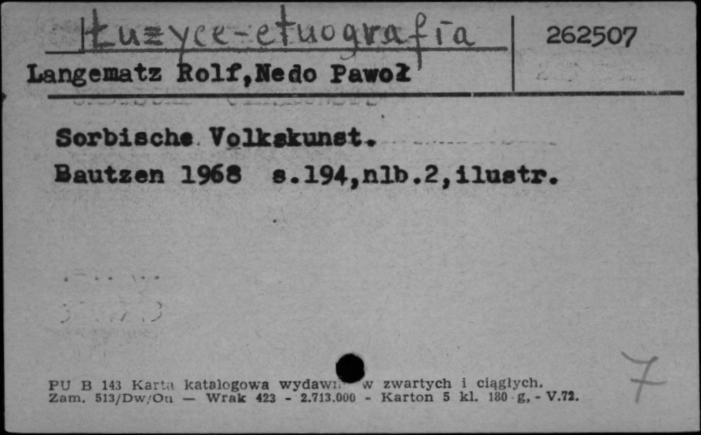 Łużyce-etnografia
262507
Langematz Rolf,Nedo Pawoł
Sorbische Volkskunst.
Bautzen 1968 s.194,nlb.2,ilustr.
7
PU B 143 Karta katalogowa wydawn. w zwartych i ciągłych.
Zam. 513/Dw/Ou — Wrak 423 - 2.713.000 - Karton 5 kl. 180 g. - V.72.